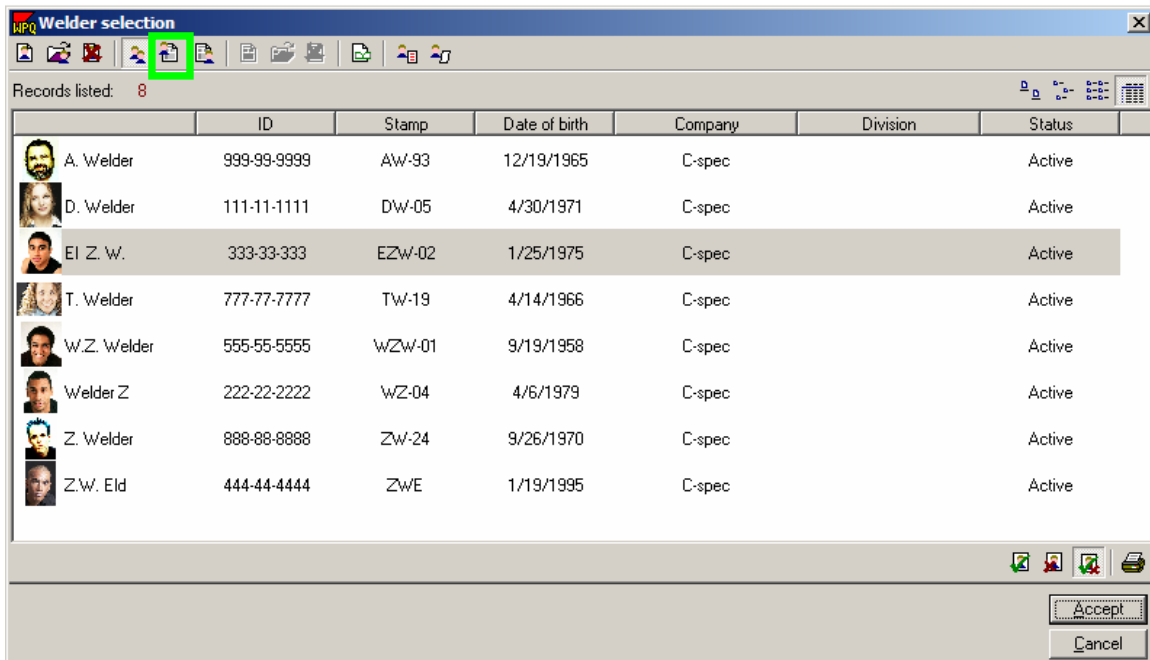 WPQ Welder selection
Records listed: 8
ID Stamp Date of birth Company Division Status
A. Welder 999-99-9999 AW-93 12/19/1965 C-spec Active
D. Welder 111-11-1111 DW-05 4/30/1971 C-spec Active
El Z. W. 333-33-333 EZW-02 1/25/1975 C-spec Active
T. Welder 777-77-7777 TW-19 4/14/1966 C-spec Active
W.Z. Welder 555-55-5555 WZW-01 9/19/1958 C-spec Active
Welder Z 222-22-2222 WZ-04 4/6/1979 C-spec Active
Z. Welder 888-88-8888 ZW-24 9/26/1970 C-spec Active
Z.W. Eld 444-44-4444 ZWE 1/19/1995 C-spec Active
Accept
Cancel